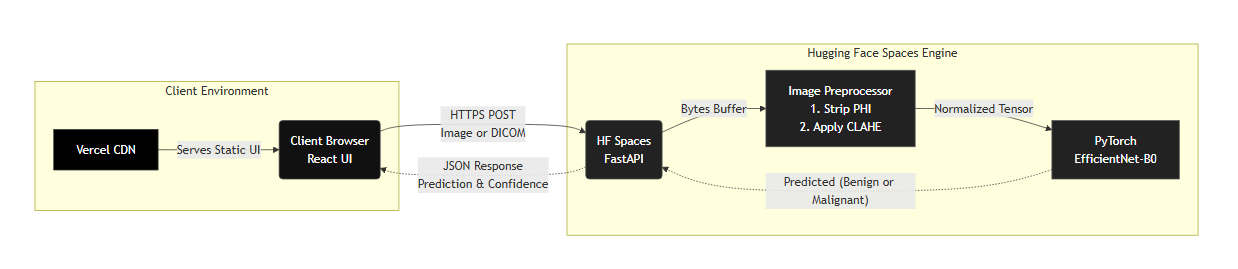 Client Environment
Vercel CDN
Serves Static UI
Client Browser
React UI
HTTPS POST
Image or DICOM
JSON Response
Prediction & Confidence
Hugging Face Spaces Engine
HF Spaces
FastAPI
Bytes Buffer
Image Preprocessor
1. Strip PHI
2. Apply CLAHE
Normalized Tensor
PyTorch
EfficientNet-B0
Predicted (Benign or
Malignant)